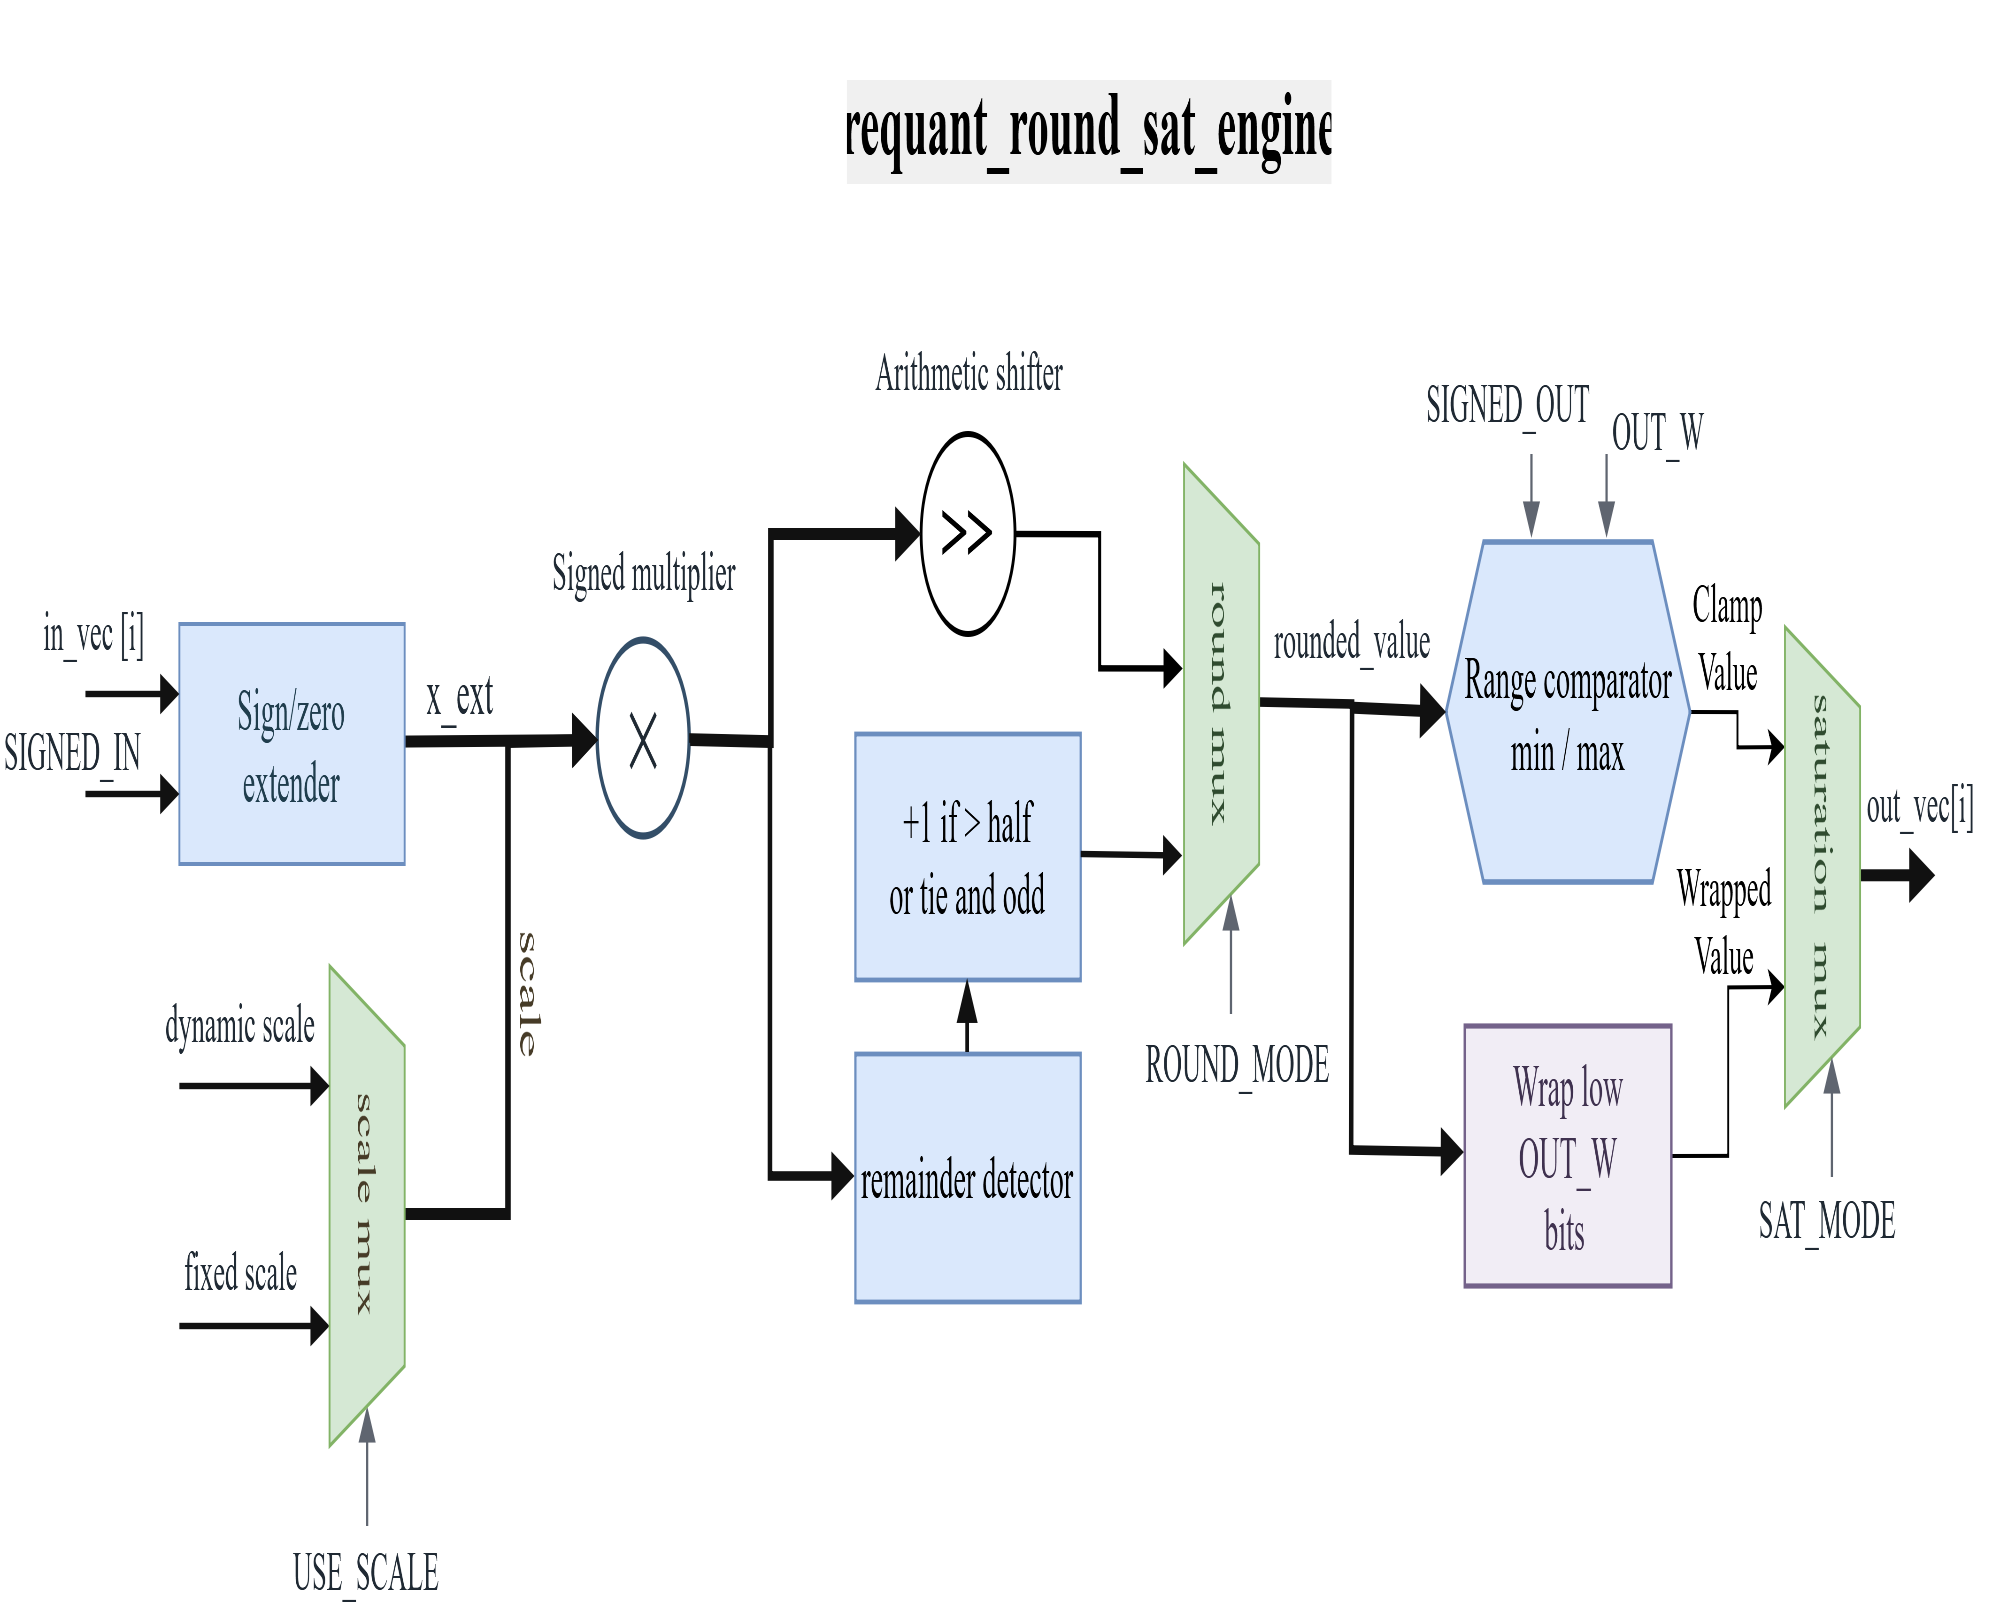 requant_round_sat_engine
Arithmetic shifter
SIGNED_OUT
OUT_W
Signed multiplier
in_vec [i]
SIGNED_IN
Sign/zero
extender
x_ext
X
>>
+1 if > half
or tie and odd
remainder detector
round mux
ROUND_MODE
rounded_value
Range comparator
min / max
Clamp
Value
Wrapped
Value
Wrap low
OUT_W
bits
saturation mux
SAT_MODE
out_vec[i]
dynamic scale
fixed scale
scale mux
scale
USE_SCALE